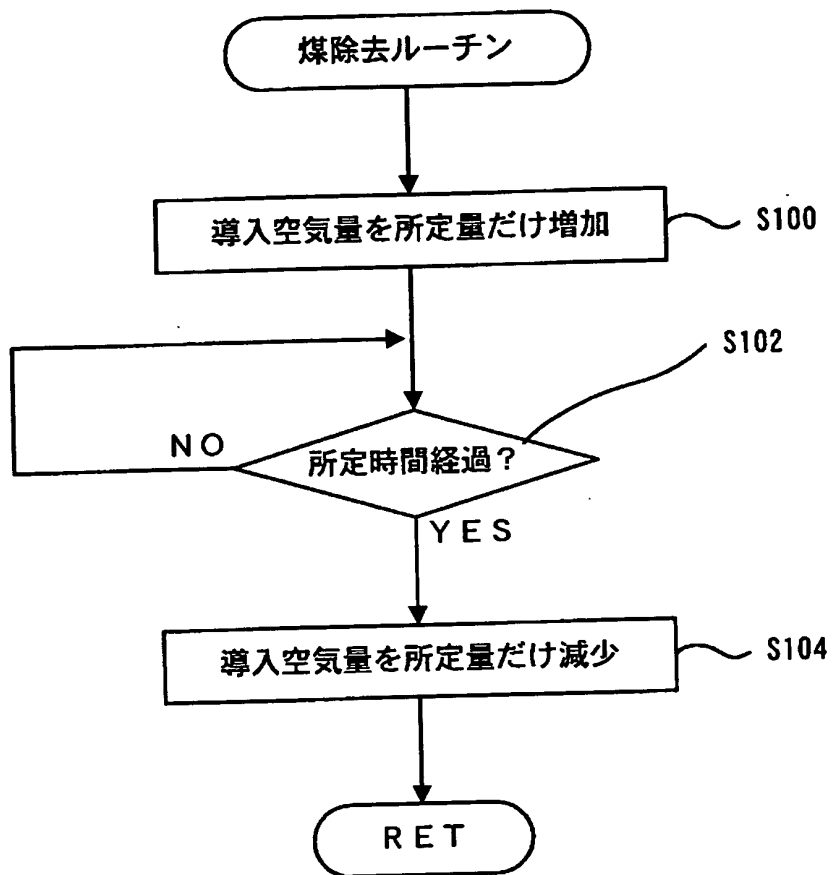 煤除去ルーチン
導入空気量を所定量だけ増加
S100
S102
NO
所定時間経過？
YES
導入空気量を所定量だけ減少
S104
RET